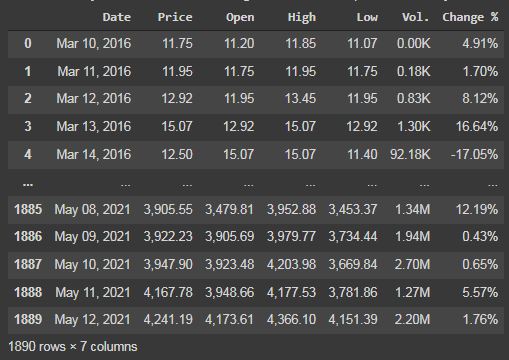 Date Price Open High Low Vol. Change %
0 Mar 10, 2016 11.75 11.20 11.85 11.07 0.00K 4.91%
1 Mar 11, 2016 11.95 11.75 11.95 11.75 0.18K 1.70%
2 Mar 12, 2016 12.92 11.95 13.45 11.95 0.83K 8.12%
3 Mar 13, 2016 15.07 12.92 15.07 12.92 1.30K 16.64%
4 Mar 14, 2016 12.50 15.07 15.07 11.40 92.18K -17.05%
... ... ... ... ... ... ... ...
1885 May 08, 2021 3,905.55 3,479.81 3,952.88 3,453.37 1.34M 12.19%
1886 May 09, 2021 3,922.23 3,905.69 3,979.77 3,734.44 1.94M 0.43%
1887 May 10, 2021 3,947.90 3,923.48 4,203.98 3,669.84 2.70M 0.65%
1888 May 11, 2021 4,167.78 3,948.66 4,177.53 3,781.86 1.27M 5.57%
1889 May 12, 2021 4,241.19 4,173.61 4,366.10 4,151.39 2.20M 1.76%
1890 rows × 7 columns